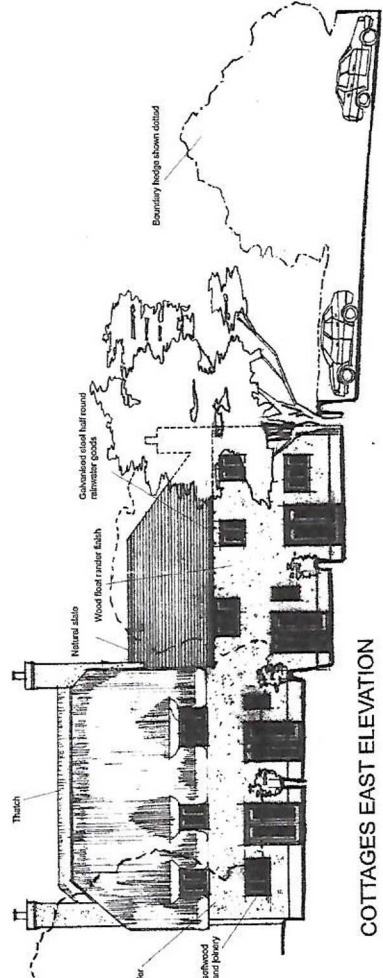 Thatch
Natural slate
Wood float render finish
Galvanised steel half round
rainwater goods
Boundary hedge shown dotted
der
softwood
and joinery
COTTAGES EAST ELEVATION